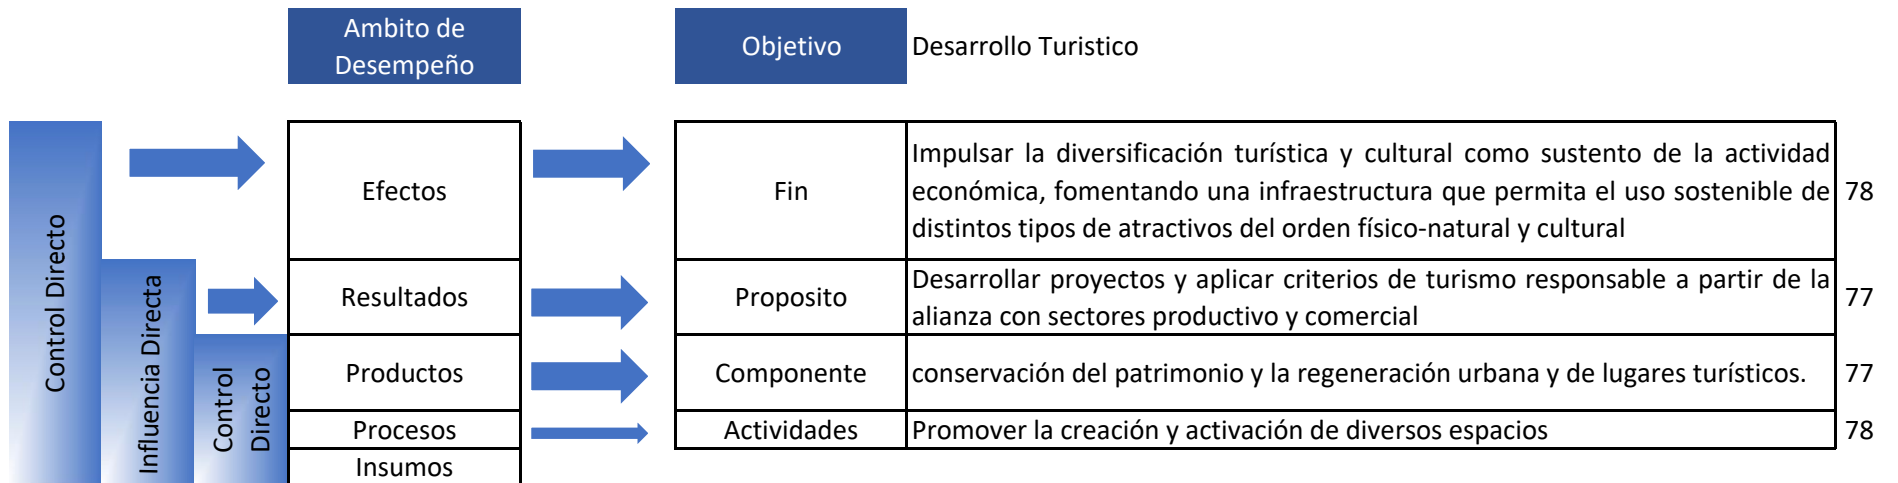 Ambito de
Desempeño
Objetivo
Desarrollo Turistico
Control Directo
Influencia Directa
Control
Directo
Efectos
Fin
Impulsar la diversificación turística y cultural como sustento de la actividad
económica, fomentando una infraestructura que permita el uso sostenible de
distintos tipos de atractivos del orden físico-natural y cultural
78
Resultados
Proposito
Desarrollar proyectos y aplicar criterios de turismo responsable a partir de la
alianza con sectores productivo y comercial
77
Productos
Componente
conservación del patrimonio y la regeneración urbana y de lugares turísticos.
77
Procesos
Actividades
Promover la creación y activación de diversos espacios
78
Insumos